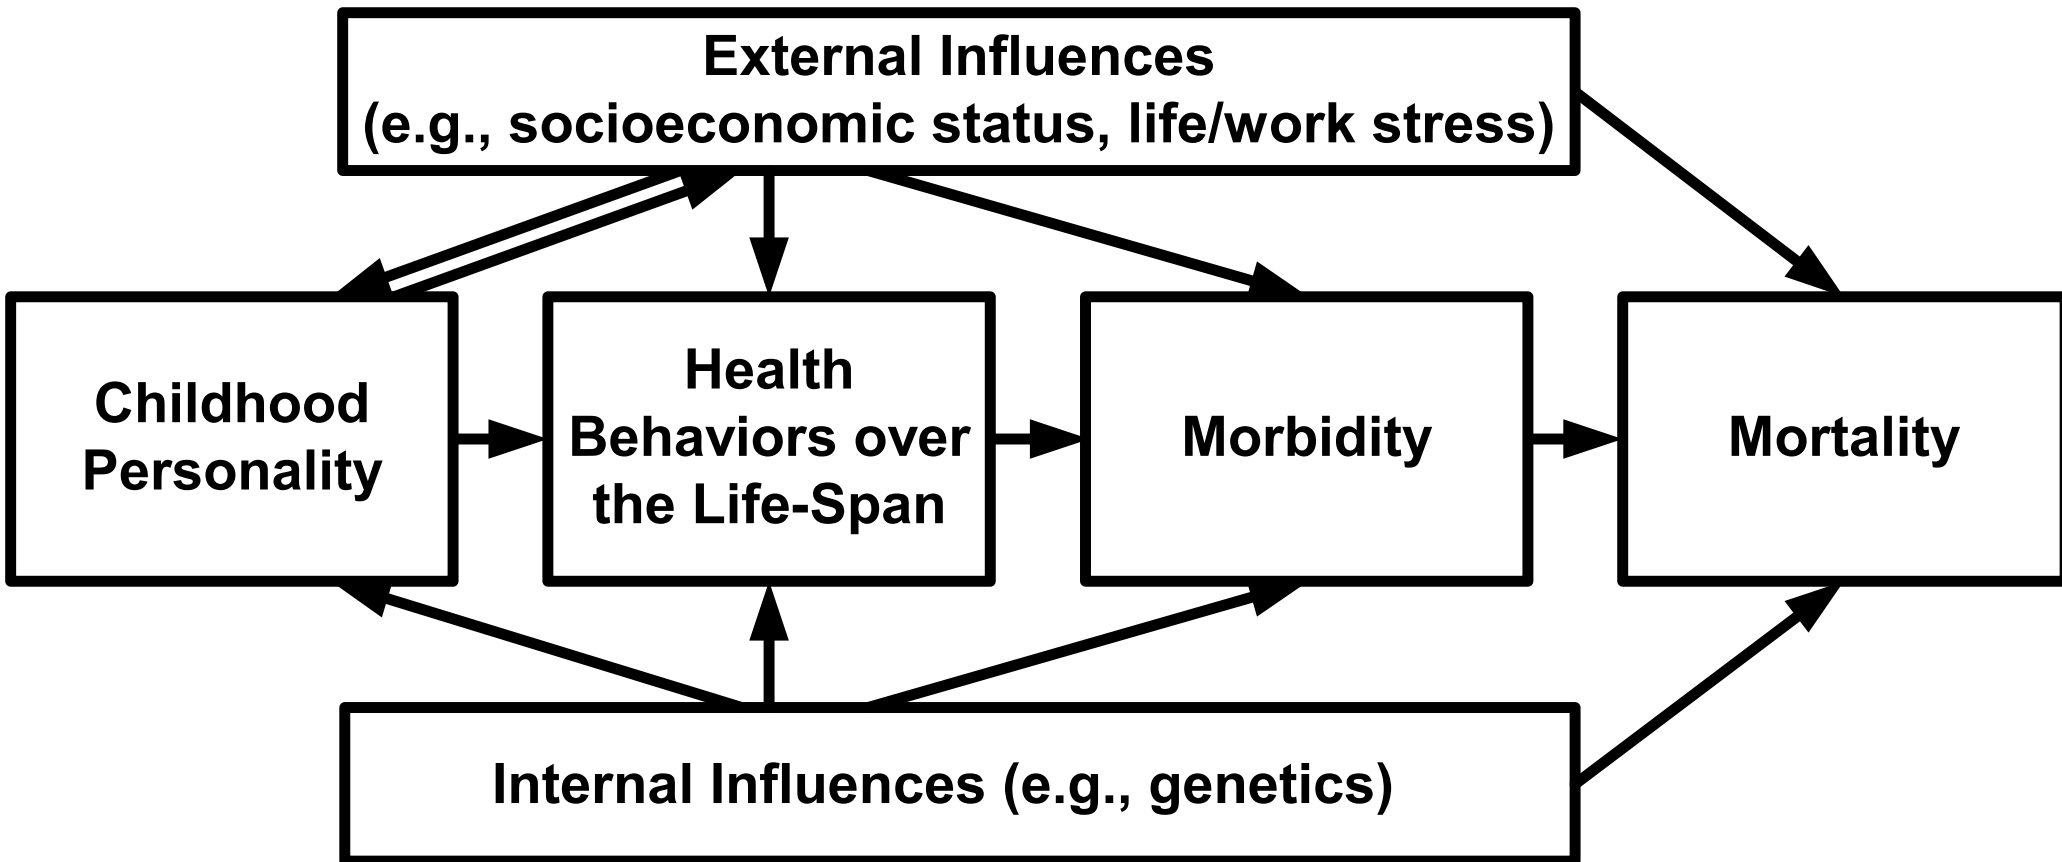 External Influences
(e.g., socioeconomic status, life/work stress)
Childhood
Personality
Health
Behaviors over
the Life-Span
Morbidity
Mortality
Internal Influences (e.g., genetics)